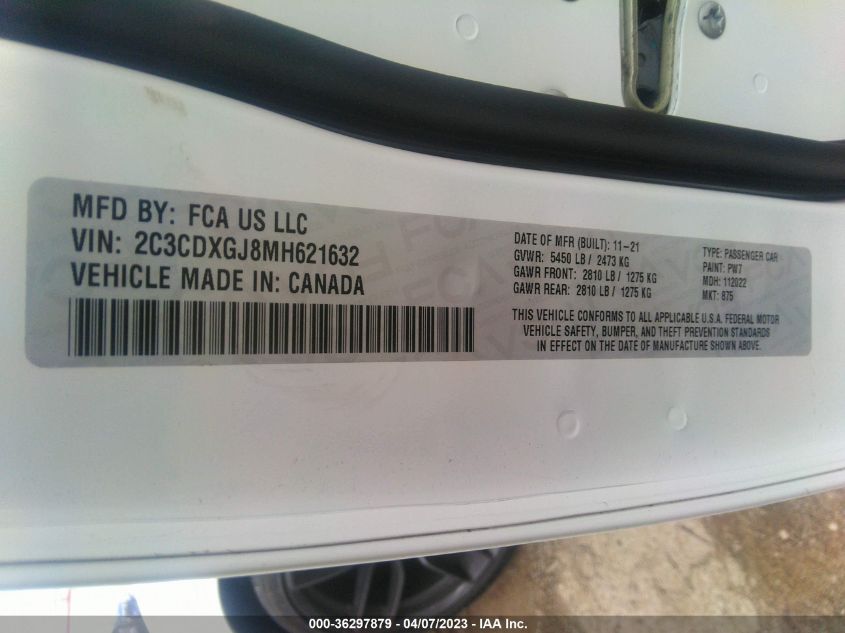 MFD BY: FCA US LLC
VIN: 2C3CDXGJ8MH621632
VEHICLE MADE IN: CANADA
DATE OF MFR (BUILT): 11-21
GVWR: 5450 LB / 2473 KG
GAWR FRONT: 2810 LB / 1275 KG
GAWR REAR: 2810 LB / 1275 KG
TYPE: PASSENGER CAR
PAINT: PW7
MDH: 112022
MKT: 875
THIS VEHICLE CONFORMS TO ALL APPLICABLE U.S.A. FEDERAL MOTOR
VEHICLE SAFETY, BUMPER, AND THEFT PREVENTION STANDARDS
IN EFFECT ON THE DATE OF MANUFACTURE SHOWN ABOVE.
000-36297879 - 04/07/2023 - IAA Inc.